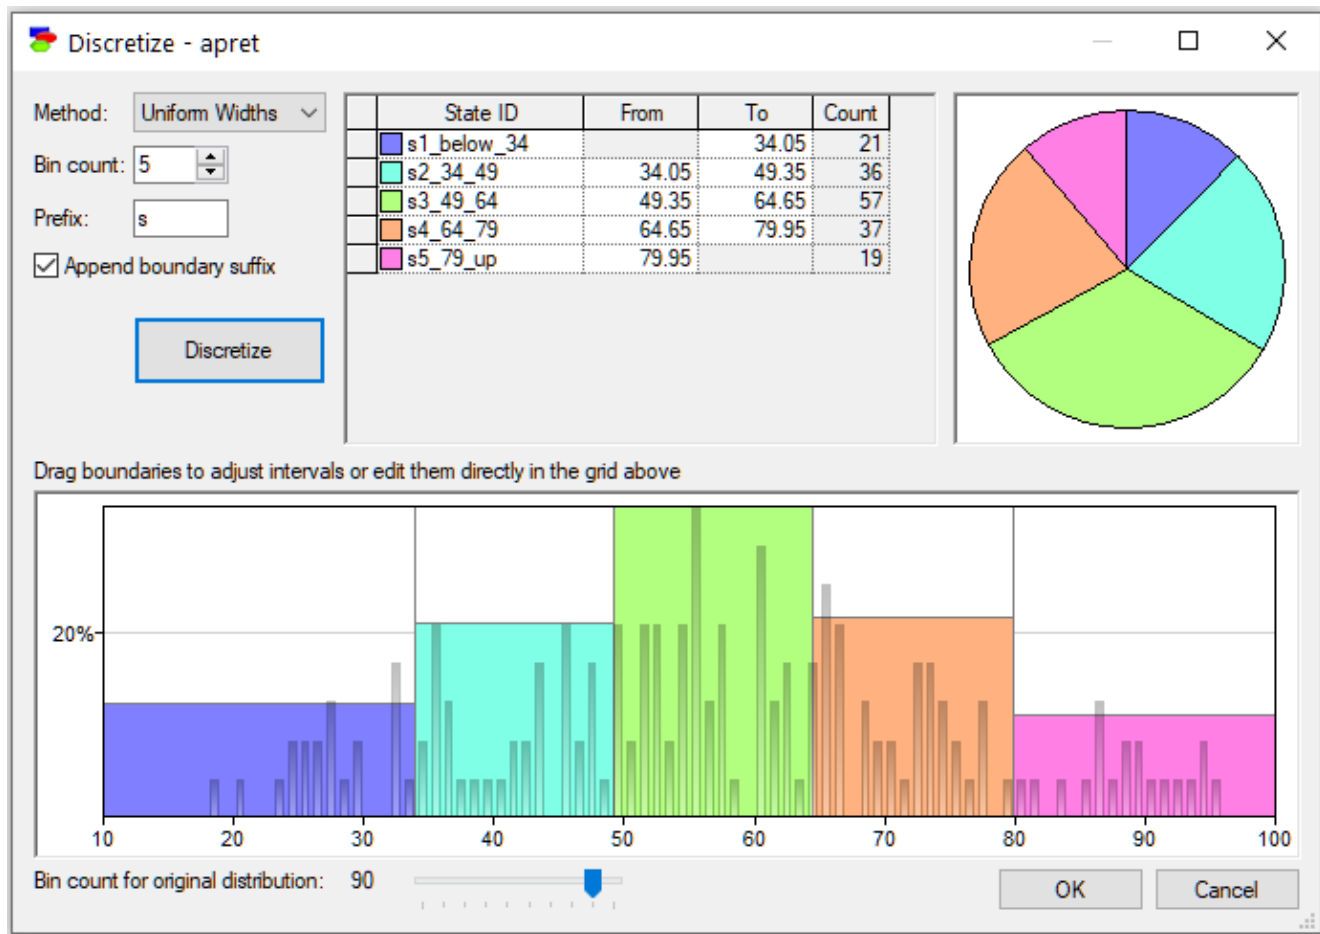 Discretize - apret
Method: Uniform Widths
Bin count: 5
Prefix: s
Append boundary suffix
Discretize
State ID From To Count
s1_below_34 34.05 21
s2_34_49 34.05 49.35 36
s3_49_64 49.35 64.65 57
s4_64_79 64.65 79.95 37
s5_79_up 79.95 19
Drag boundaries to adjust intervals or edit them directly in the grid above
20%
10 20 30 40 50 60 70 80 90 100
Bin count for original distribution: 90
OK Cancel